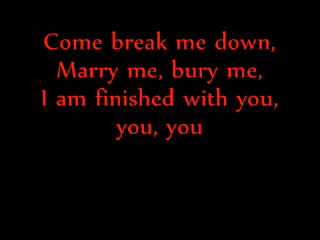 Come break me down,
Marry me, bury me,
I am finished with you,
you, you